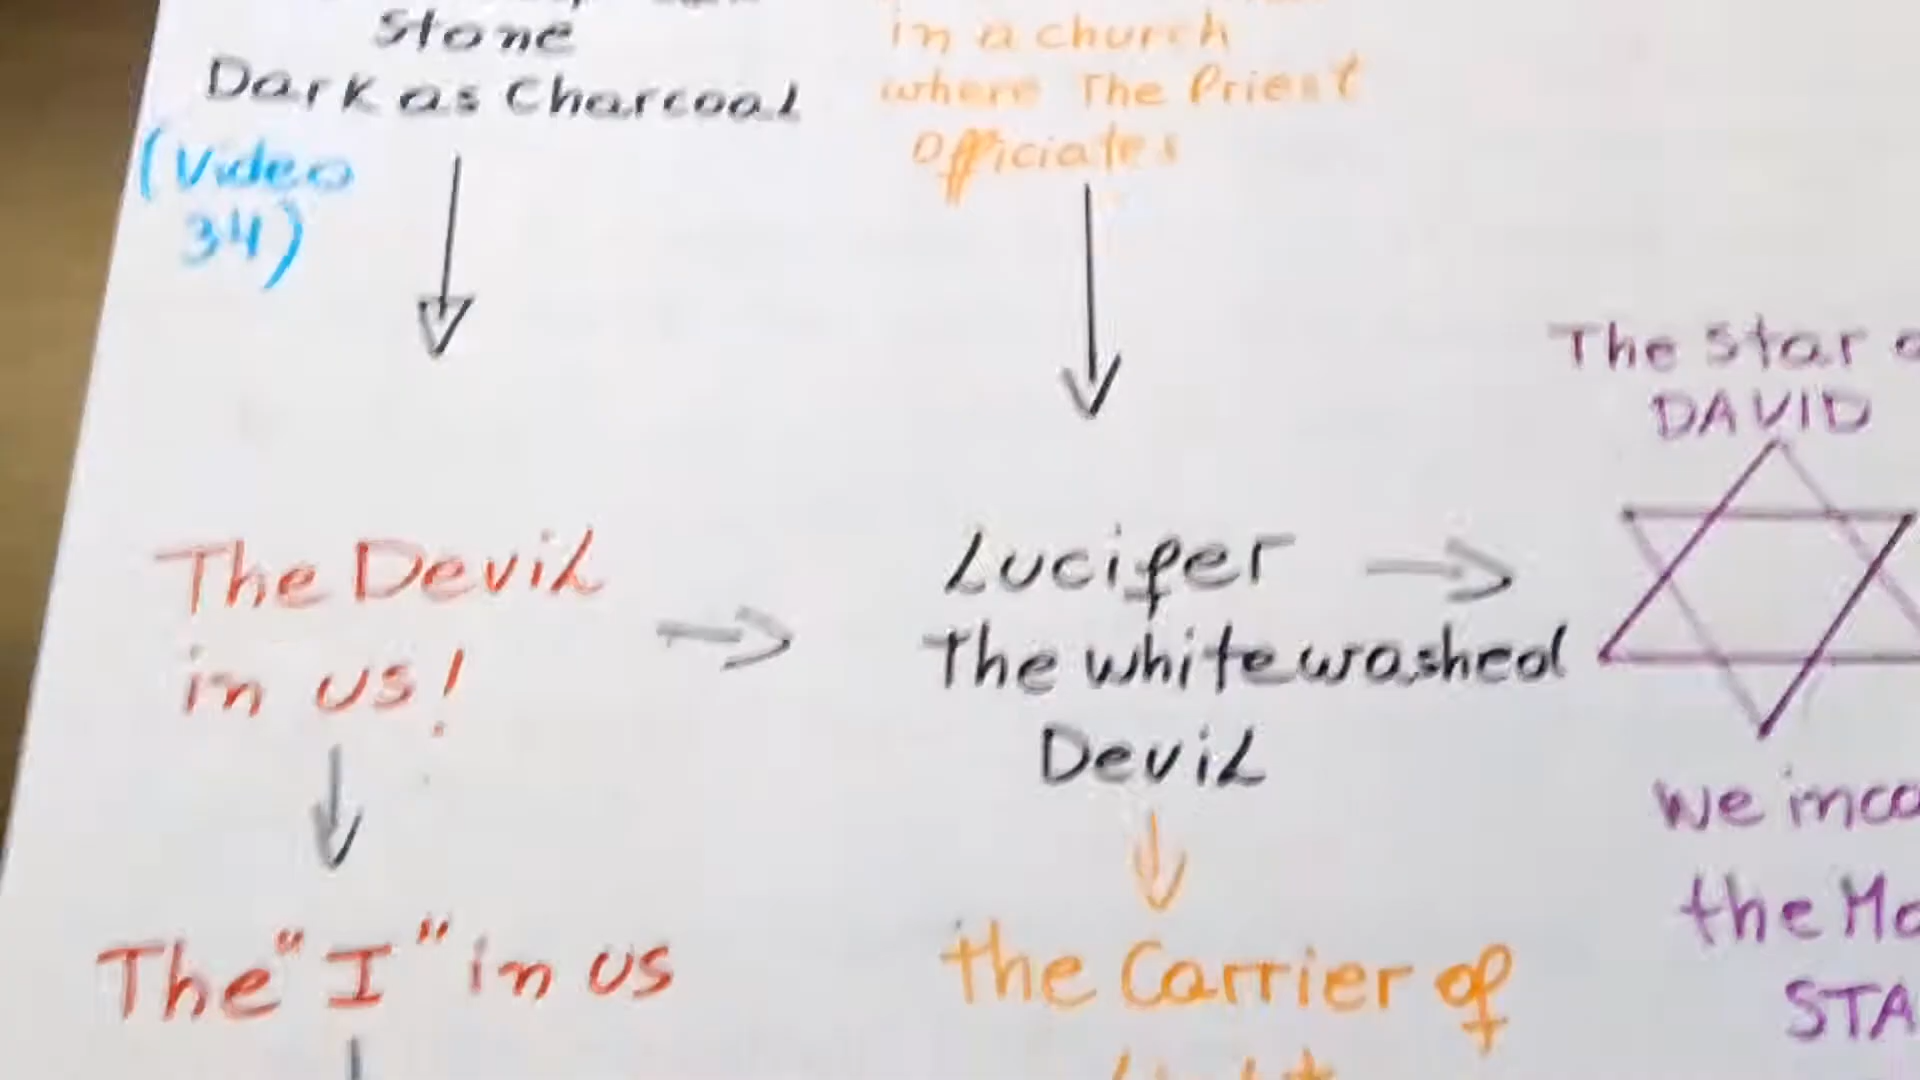 Stone
Dark as Charcoal
(Video
34)
in a church
where The Priest
Officiates
The Star
DAVID
The Devil
in us!
Lucifer
The whitewashed
Devil
We
The "I" in us
the Carrier of
the